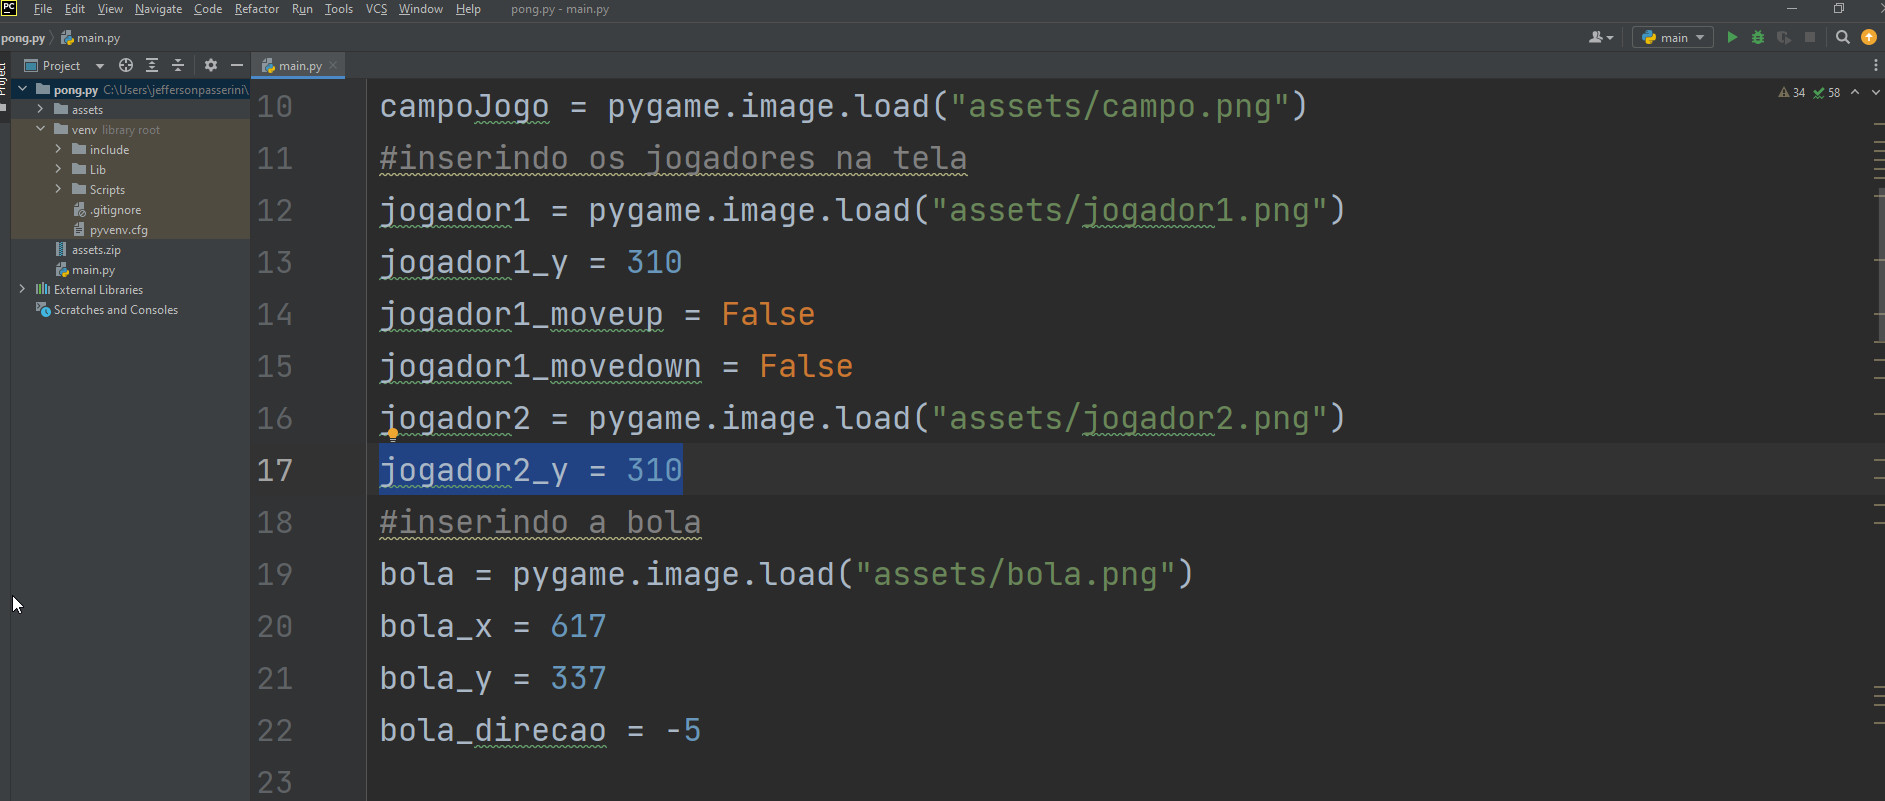 PC File Edit View Navigate Code Refactor Run Tools VCS Window Help pong.py - main.py
pong.py main.py main
Project main.py
Project
pong.py C:\Users\jeffersonpasserini\
assets
venv library root
include
Lib
Scripts
.gitignore
pyvenv.cfg
assets.zip
main.py
External Libraries
Scratches and Consoles
34 58
10 campoJogo = pygame.image.load("assets/campo.png")
11 #inserindo os jogadores na tela
12 jogador1 = pygame.image.load("assets/jogador1.png")
13 jogador1_y = 310
14 jogador1_moveup = False
15 jogador1_movedown = False
16 jogador2 = pygame.image.load("assets/jogador2.png")
17 jogador2_y = 310
18 #inserindo a bola
19 bola = pygame.image.load("assets/bola.png")
20 bola_x = 617
21 bola_y = 337
22 bola_direcao = -5
23